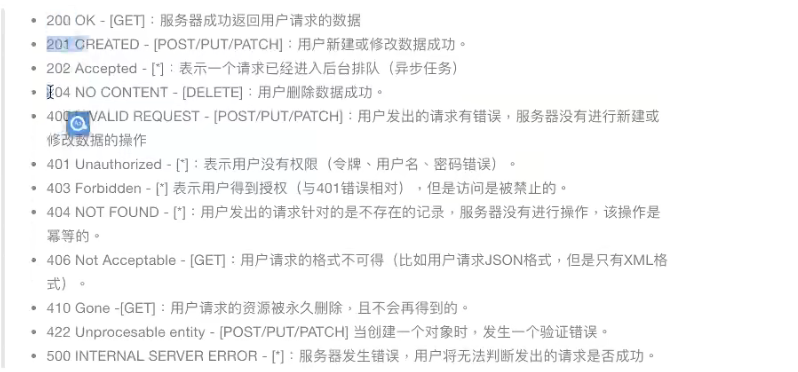 200 OK - [GET]：服务器成功返回用户请求的数据
201 CREATED - [POST/PUT/PATCH]：用户新建或修改数据成功。
202 Accepted - [*]：表示一个请求已经进入后台排队（异步任务）
04 NO CONTENT - [DELETE]：用户删除数据成功。
400 VALID REQUEST - [POST/PUT/PATCH]：用户发出的请求有错误，服务器没有进行新建或
修改数据的操作
401 Unauthorized - [*]：表示用户没有权限（令牌、用户名、密码错误）。
403 Forbidden - [*] 表示用户得到授权（与401错误相对），但是访问是被禁止的。
404 NOT FOUND - [*]：用户发出的请求针对的是不存在的记录，服务器没有进行操作，该操作是
幂等的。
406 Not Acceptable - [GET]：用户请求的格式不可得（比如用户请求JSON格式，但是只有XML格
式）。
410 Gone -[GET]：用户请求的资源被永久删除，且不会再得到的。
422 Unprocesable entity - [POST/PUT/PATCH] 当创建一个对象时，发生一个验证错误。
500 INTERNAL SERVER ERROR - [*]：服务器发生错误，用户将无法判断发出的请求是否成功。